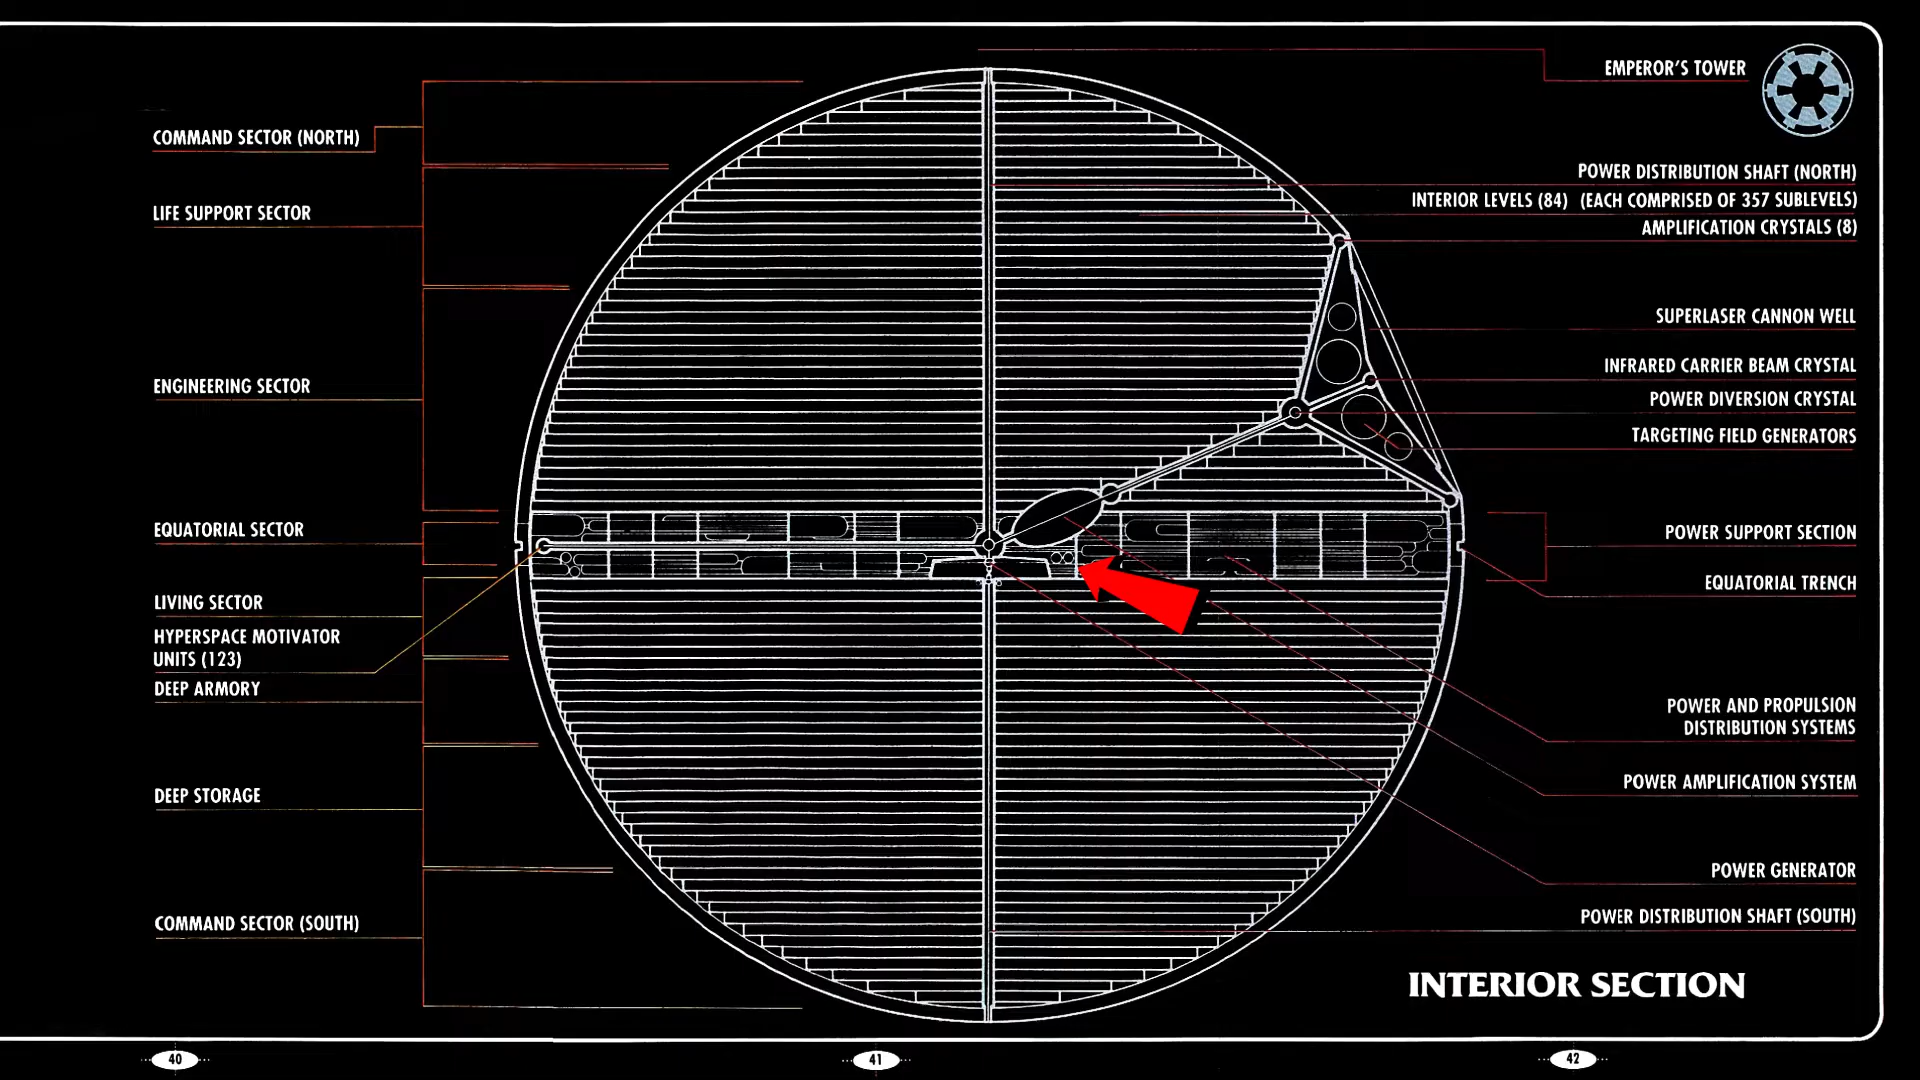 EMPEROR'S TOWER
COMMAND SECTOR (NORTH)
LIFE SUPPORT SECTOR
ENGINEERING SECTOR
EQUATORIAL SECTOR
LIVING SECTOR
HYPERSPACE MOTIVATOR
UNITS (123)
DEEP ARMORY
DEEP STORAGE
COMMAND SECTOR (SOUTH)
POWER DISTRIBUTION SHAFT (NORTH)
INTERIOR LEVELS (84) (EACH COMPRISED OF 357 SUBLEVELS)
AMPLIFICATION CRYSTALS (8)
SUPERLASER CANNON WELL
INFRARED CARRIER BEAM CRYSTAL
POWER DIVERSION CRYSTAL
TARGETING FIELD GENERATORS
POWER SUPPORT SECTION
EQUATORIAL TRENCH
POWER AND PROPULSION
DISTRIBUTION SYSTEMS
POWER AMPLIFICATION SYSTEM
POWER GENERATOR
POWER DISTRIBUTION SHAFT (SOUTH)
INTERIOR SECTION
40
41
42